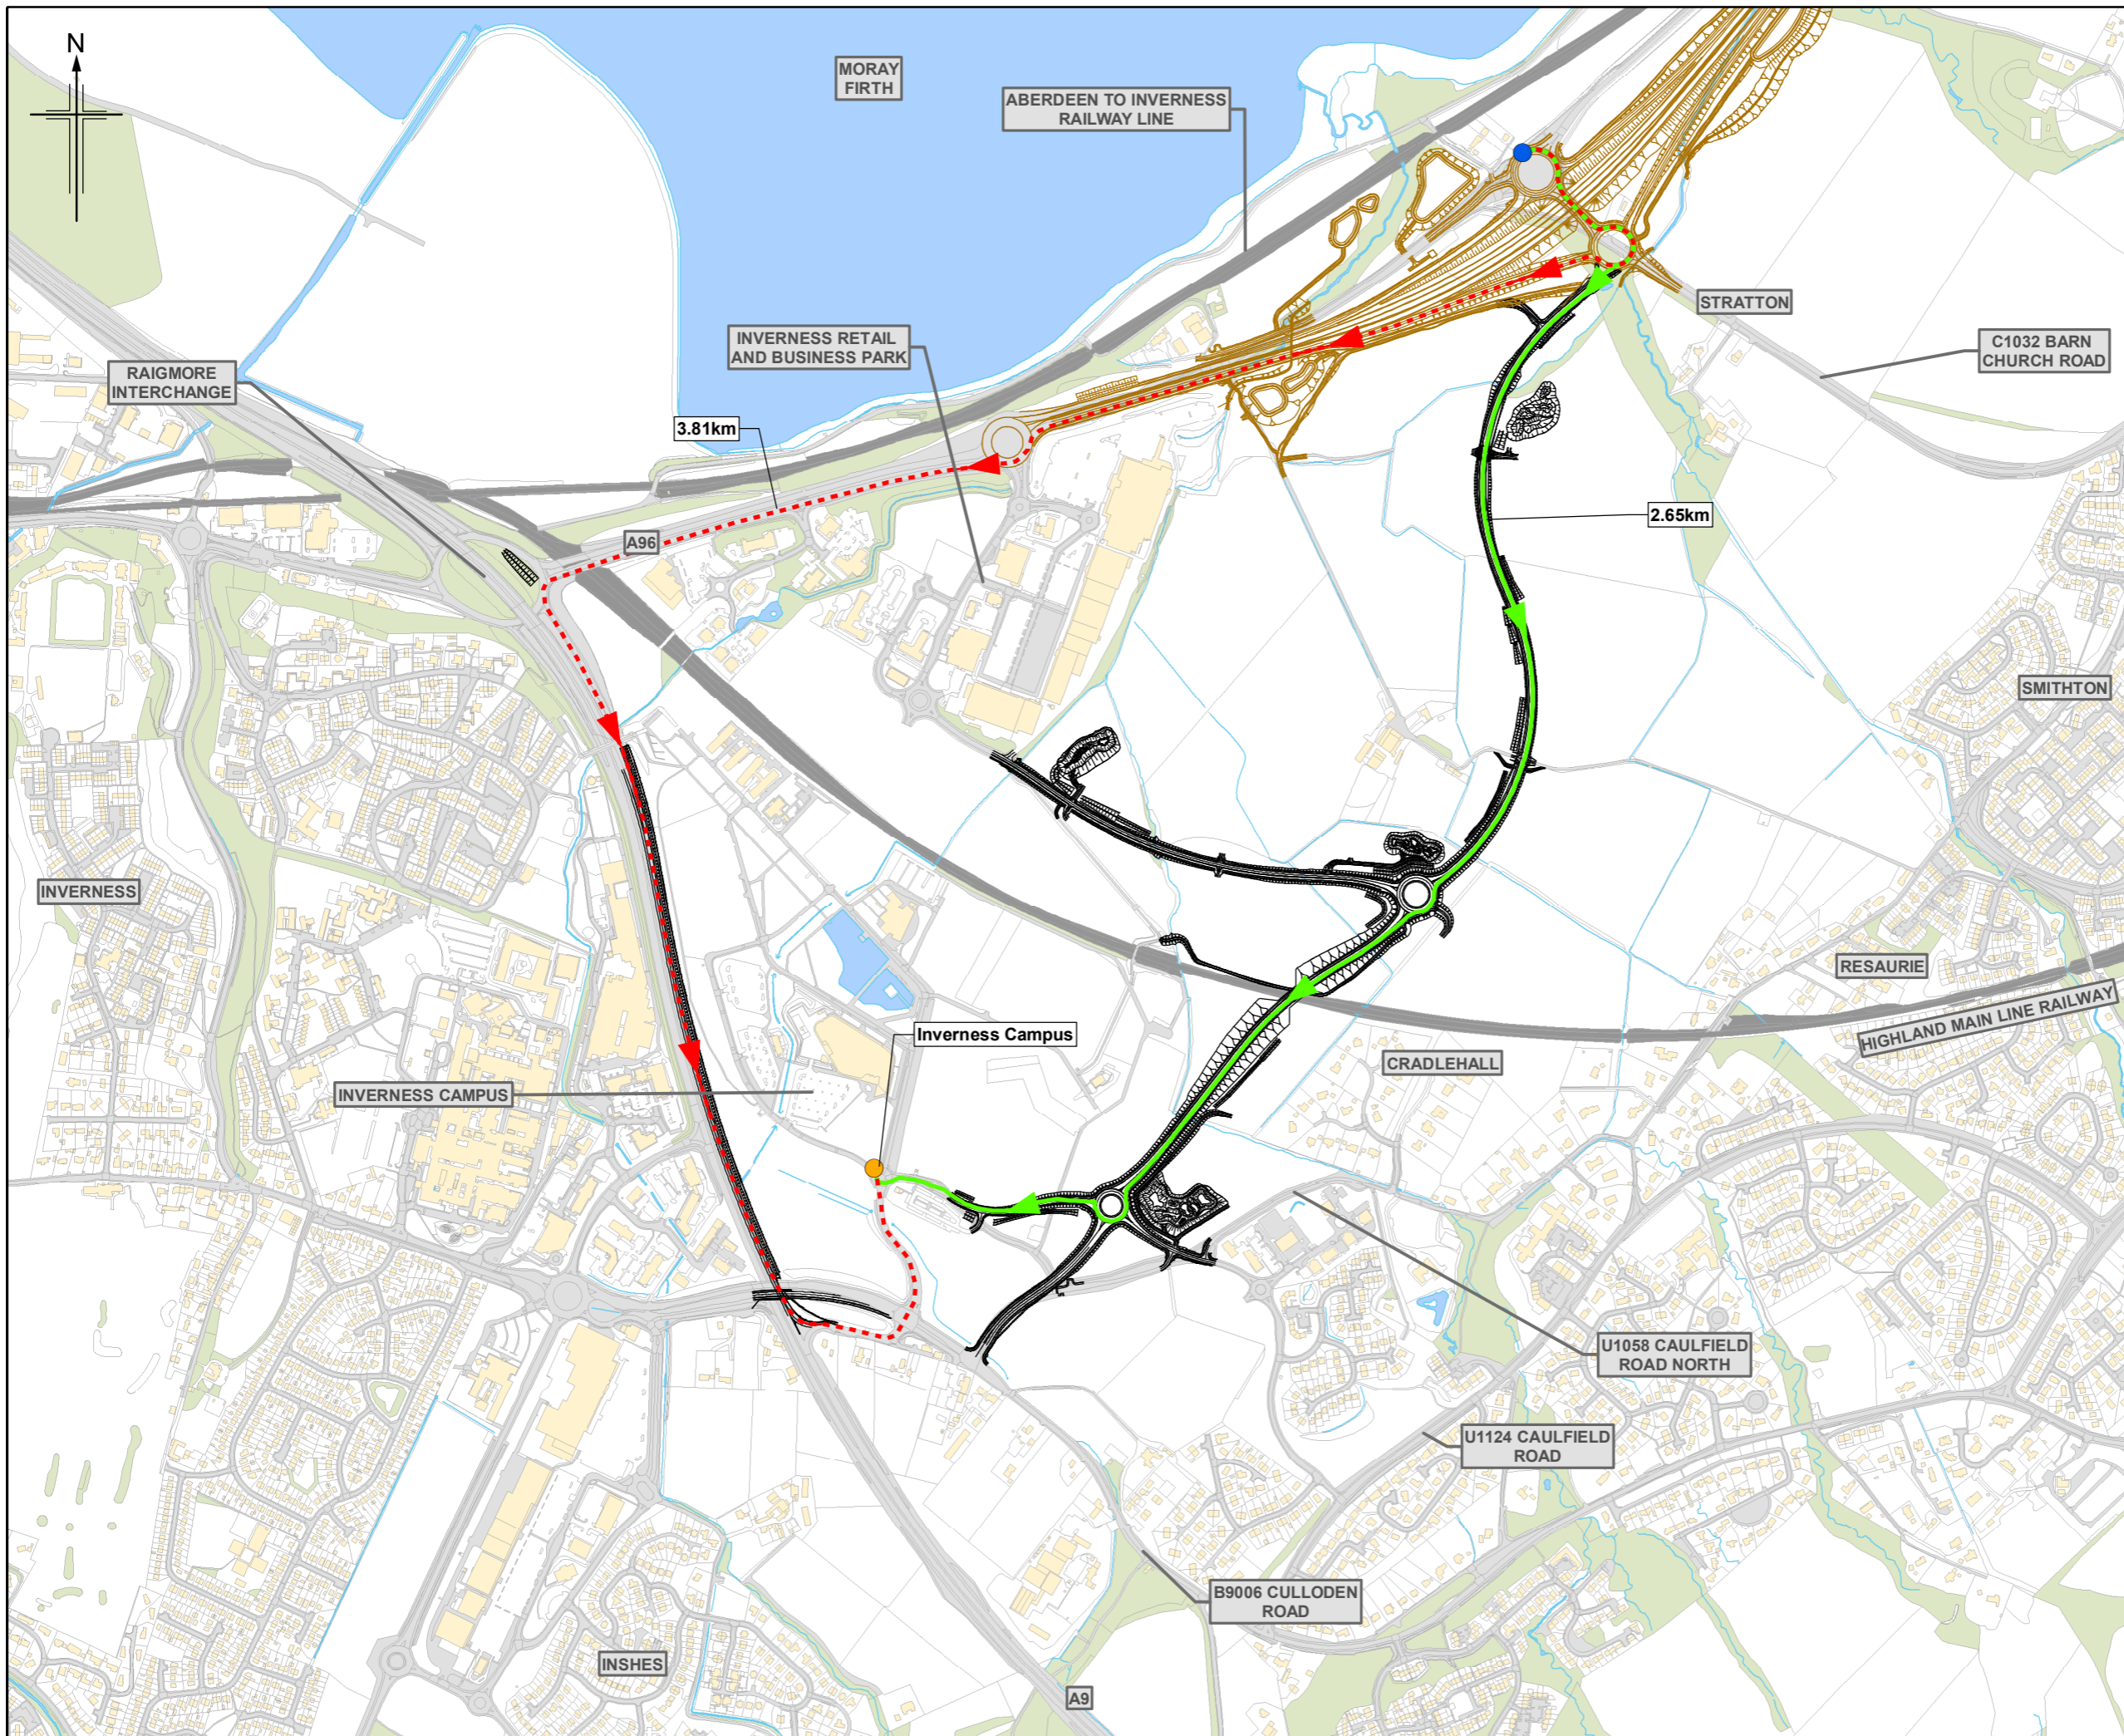 N
MORAY
FIRTH
ABERDEEN TO INVERNESS
RAILWAY LINE
STRATTON
INVERNESS RETAIL
AND BUSINESS PARK
C1032 BARN
CHURCH ROAD
RAIGMORE
INTERCHANGE
3.81km
2.65km
A96
SMITHTON
INVERNESS
RESAURIE
HIGHLAND MAIN LINE RAILWAY
Inverness Campus
CRADLEHALL
INVERNESS CAMPUS
U1058 CAULFIELD
ROAD NORTH
U1124 CAULFIELD
ROAD
B9006 CULLODEN
ROAD
INSHES
A9